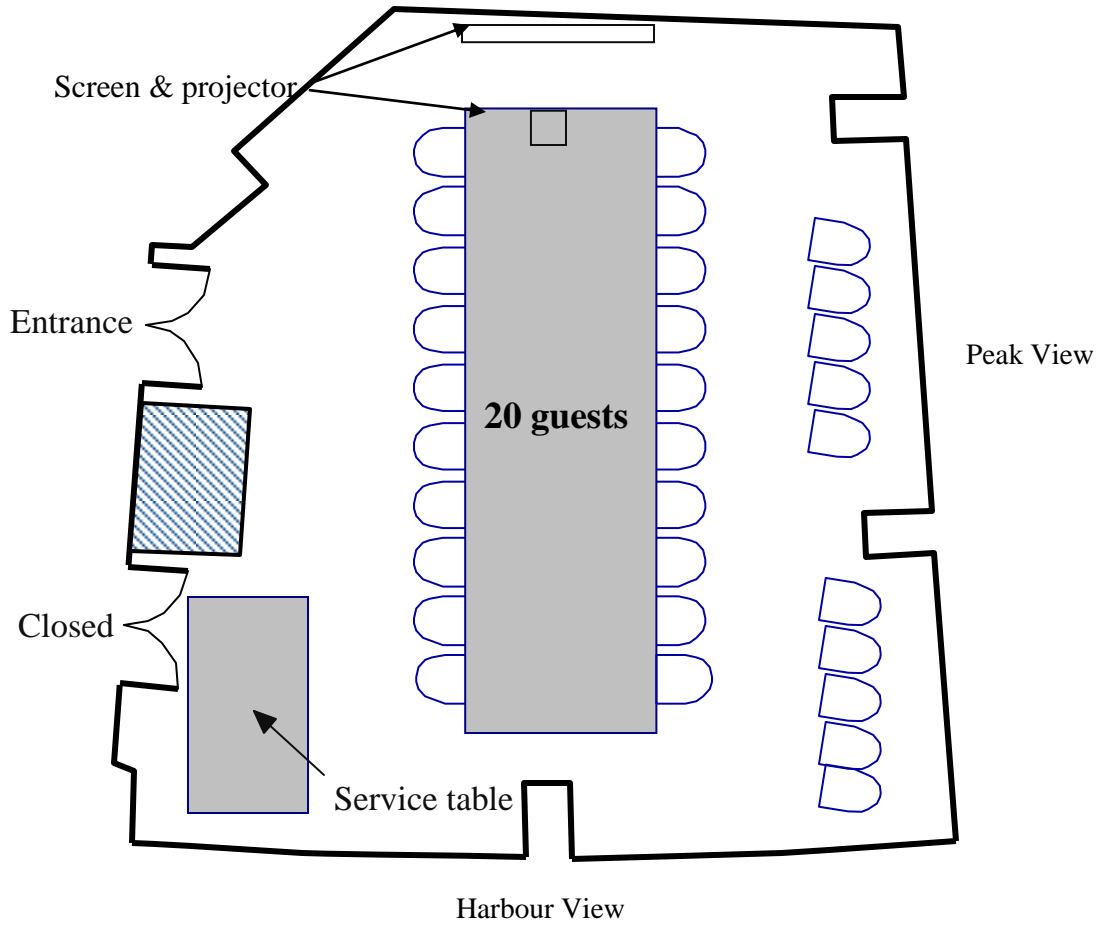 Screen & projector
Entrance
Peak View
20 guests
Closed
Service table
Harbour View